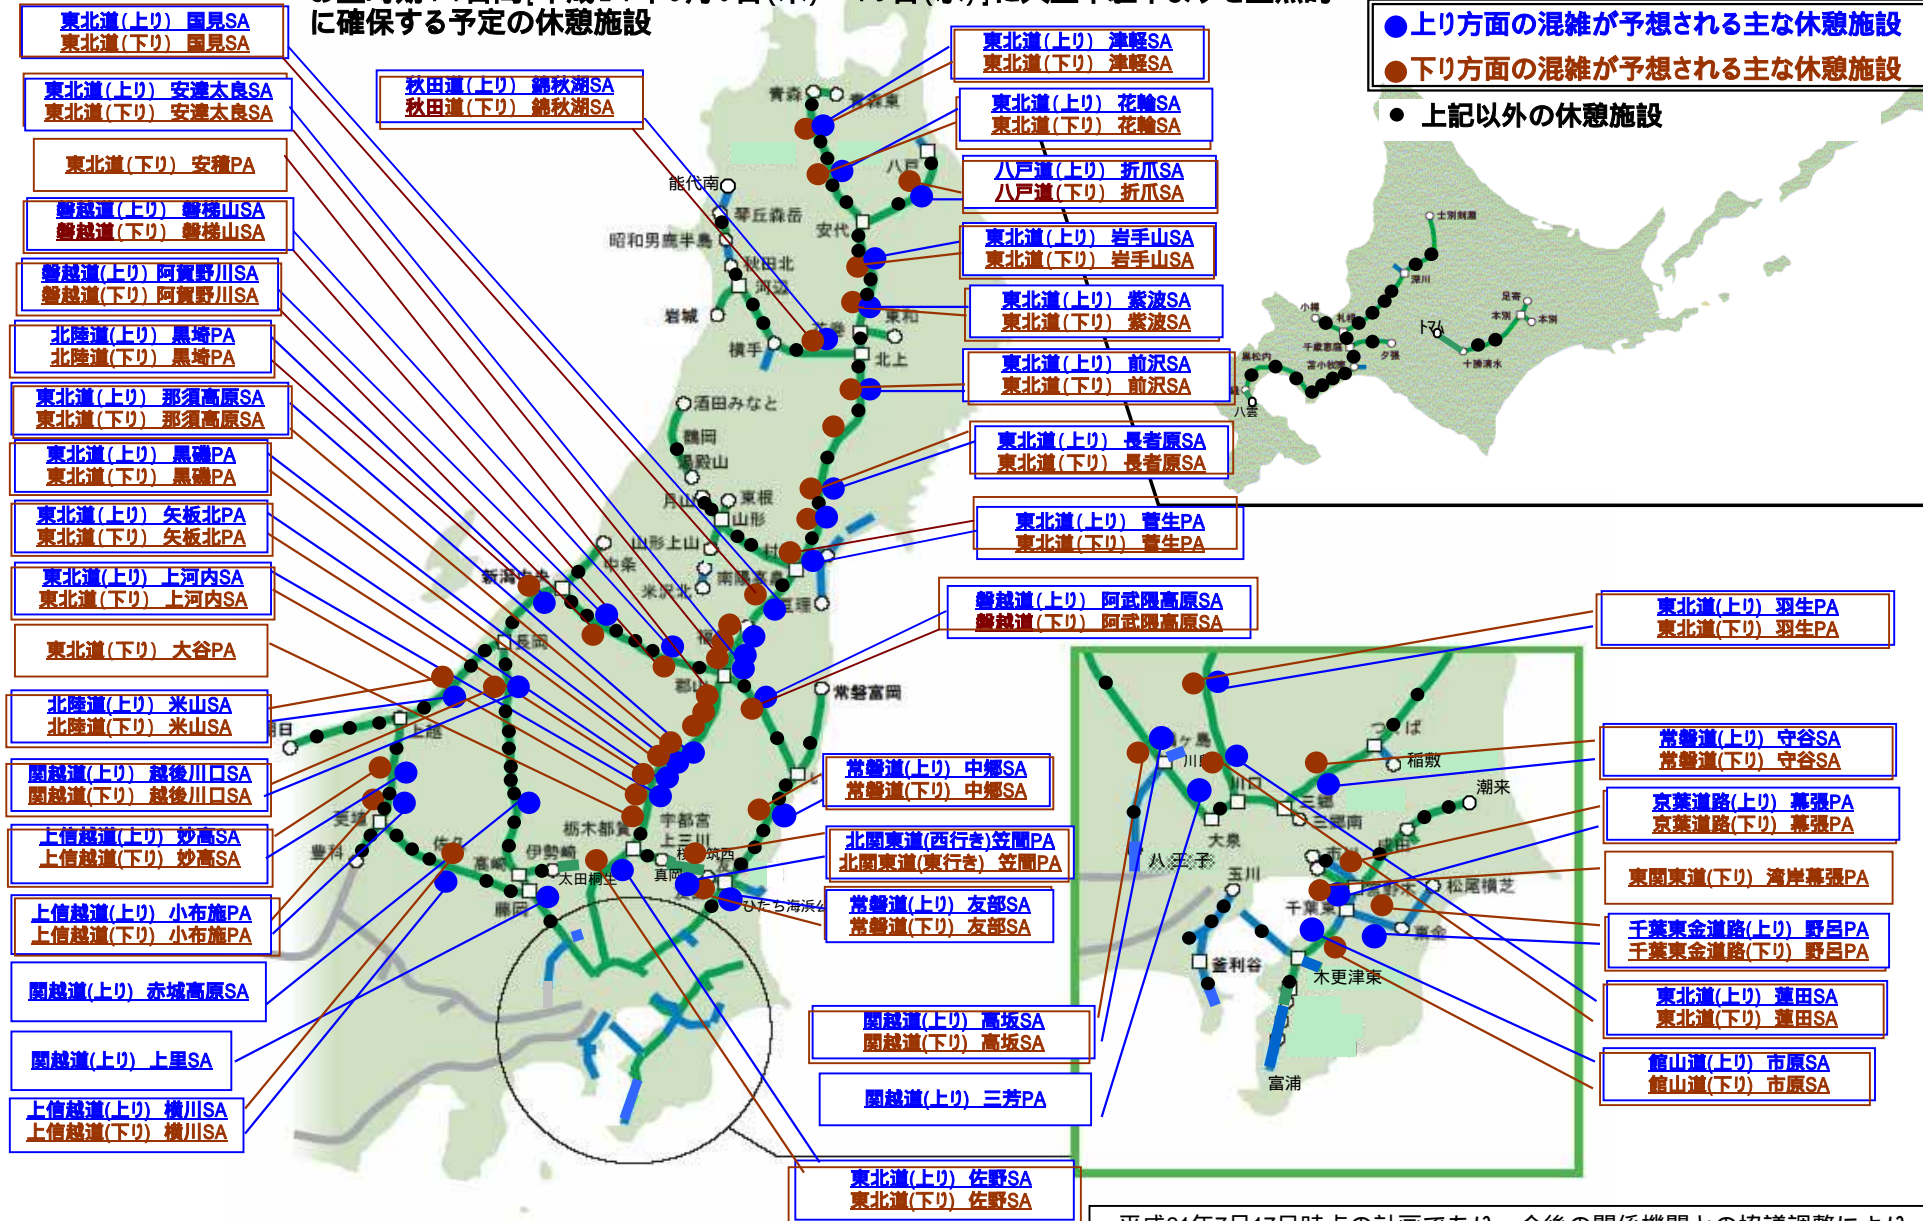 に確保する予定の休憩施設
●上り方面の混雑が予想される主な休憩施設
●下り方面の混雑が予想される主な休憩施設
● 上記以外の休憩施設
東北道(上り) 国見SA
東北道(下り) 国見SA
東北道(上り) 安達太良SA
東北道(下り) 安達太良SA
東北道(下り) 安積PA
磐越道(上り) 磐梯山SA
磐越道(下り) 磐梯山SA
磐越道(上り) 阿賀野川SA
磐越道(下り) 阿賀野川SA
北陸道(上り) 黒埼PA
北陸道(下り) 黒埼PA
東北道(上り) 那須高原SA
東北道(下り) 那須高原SA
東北道(上り) 黒磯PA
東北道(下り) 黒磯PA
東北道(上り) 矢板北PA
東北道(下り) 矢板北PA
東北道(上り) 上河内SA
東北道(下り) 上河内SA
東北道(下り) 大谷PA
北陸道(上り) 米山SA
北陸道(下り) 米山SA
関越道(上り) 越後川口SA
関越道(下り) 越後川口SA
上信越道(上り) 妙高SA
上信越道(下り) 妙高SA
上信越道(上り) 小布施PA
上信越道(下り) 小布施PA
関越道(上り) 赤城高原SA
関越道(上り) 上里SA
上信越道(上り) 横川SA
上信越道(下り) 横川SA
秋田道(上り) 錦秋湖SA
秋田道(下り) 錦秋湖SA
東北道(上り) 津軽SA
東北道(下り) 津軽SA
東北道(上り) 花輪SA
東北道(下り) 花輪SA
八戸道(上り) 折爪SA
八戸道(下り) 折爪SA
東北道(上り) 岩手山SA
東北道(下り) 岩手山SA
東北道(上り) 紫波SA
東北道(下り) 紫波SA
東北道(上り) 前沢SA
東北道(下り) 前沢SA
東北道(上り) 長者原SA
東北道(下り) 長者原SA
東北道(上り) 菅生PA
東北道(下り) 菅生PA
磐越道(上り) 阿武隈高原SA
磐越道(下り) 阿武隈高原SA
常磐道(上り) 中郷SA
常磐道(下り) 中郷SA
北関東道(西行き)笠間PA
北関東道(東行き) 笠間PA
常磐道(上り) 友部SA
常磐道(下り) 友部SA
関越道(上り) 高坂SA
関越道(下り) 高坂SA
関越道(上り) 三芳PA
東北道(上り) 佐野SA
東北道(下り) 佐野SA
東北道(上り) 羽生PA
東北道(下り) 羽生PA
常磐道(上り) 守谷SA
常磐道(下り) 守谷SA
京葉道路(上り) 幕張PA
京葉道路(下り) 幕張PA
東関東道(下り) 湾岸幕張PA
千葉東金道路(上り) 野呂PA
千葉東金道路(下り) 野呂PA
東北道(上り) 蓮田SA
東北道(下り) 蓮田SA
館山道(上り) 市原SA
館山道(下り) 市原SA
青森
青森東
八戸
能代南
琴丘森岳
昭和男鹿半島
秋田北
河辺
岩城
横手
安代
東和
北上
酒田みなと
鶴岡
湯殿山
月山
東根
山形
山形上山
中条
南陽高畠
米沢北
亘理
長岡
上越
常磐富岡
豊科
佐久
高崎
伊勢崎
藤岡
太田桐生
栃木都賀
宇都宮
上三川
真岡
士別剣淵
深川
小樽
札幌
千歳恵庭
夕張
黒松内
八雲
トマム
十勝清水
足寄
本別
本別
つくば
稲敷
潮来
川口
三郷
三郷南
大泉
八王子
玉川
成田
松尾横芝
千葉東
東金
釜利谷
木更津東
富浦